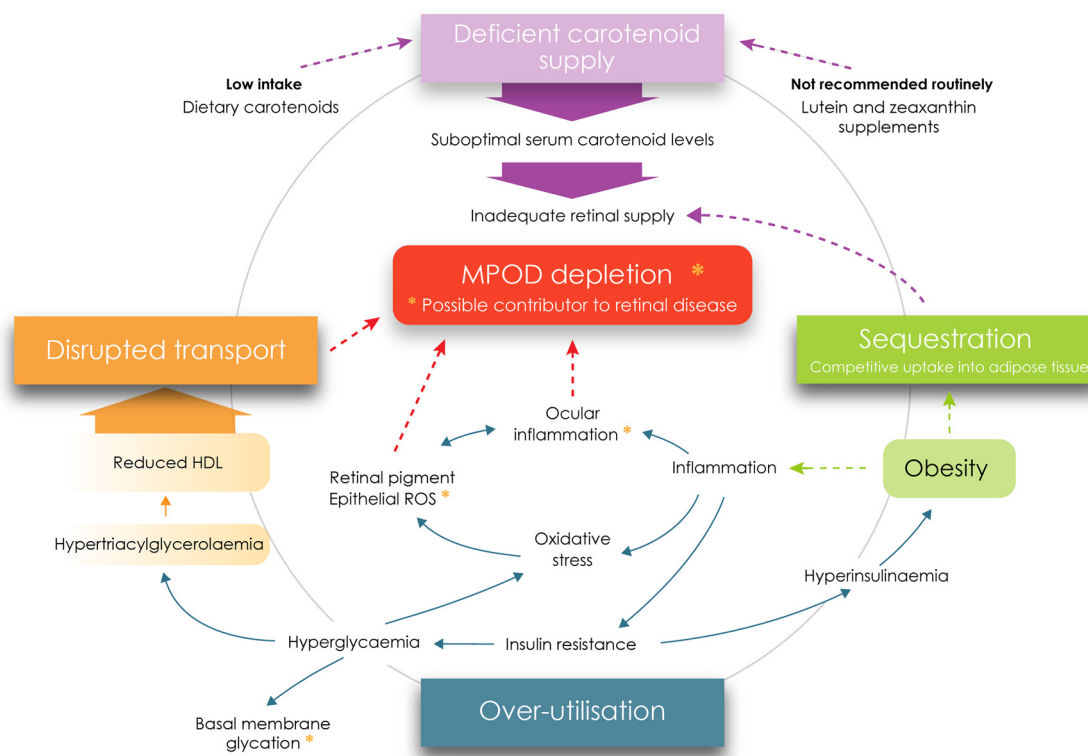 Deficient carotenoid
supply
Low intake
Dietary carotenoids
Not recommended routinely
Lutein and zeaxanthin
supplements
Suboptimal serum carotenoid levels
Inadequate retinal supply
MPOD depletion *
* Possible contributor to retinal disease
Disrupted transport
Sequestration
Competitive uptake into adipose tissue
Reduced HDL
Hypertriacylglycerolaemia
Ocular
inflammation *
Retinal pigment
Epithelial ROS *
Inflammation
Obesity
Oxidative
stress
Hyperinsulinaemia
Hyperglycaemia
Insulin resistance
Basal membrane
glycation *
Over-utilisation